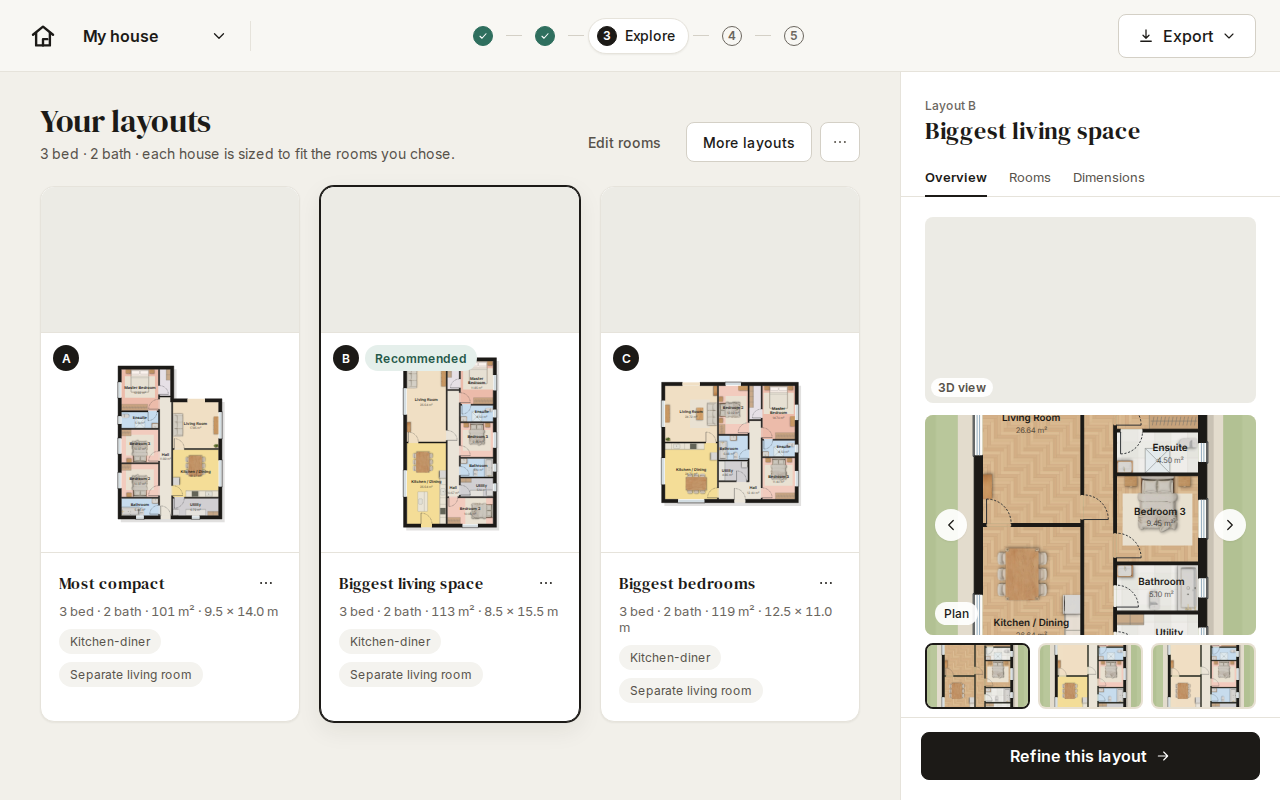 My house
3 Explore
4
5
Export
Your layouts
3 bed · 2 bath · each house is sized to fit the rooms you chose.
Edit rooms
More layouts
...
A
Most compact
...
3 bed · 2 bath · 101 m² · 9.5 × 14.0 m
Kitchen-diner
Separate living room
B
Recommended
Biggest living space
...
3 bed · 2 bath · 113 m² · 8.5 × 15.5 m
Kitchen-diner
Separate living room
C
Biggest bedrooms
...
3 bed · 2 bath · 119 m² · 12.5 × 11.0
m
Kitchen-diner
Separate living room
Layout B
Biggest living space
Overview
Rooms
Dimensions
3D view
Living Room
26.64 m²
Ensuite
4.50 m²
Bedroom 3
9.45 m²
Bathroom
5.10 m²
Plan
Kitchen / Dining
Utility
Refine this layout